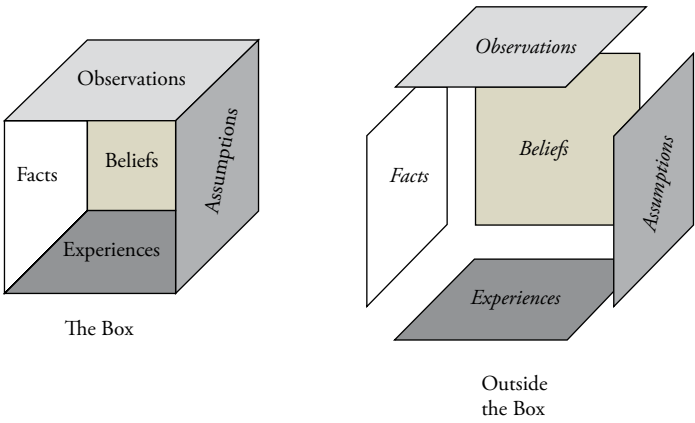 Observations
Assumptions
Beliefs
Facts
Experiences
The Box
Observations
Beliefs
Facts
Assumptions
Experiences
Outside
the Box